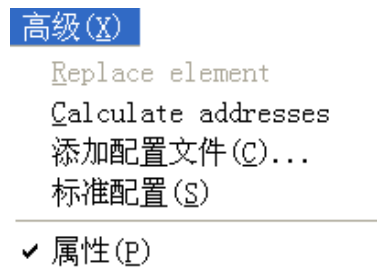 高级(X)
Replace element
Calculate addresses
添加配置文件(C)...
标准配置(S)
✔ 属性(P)